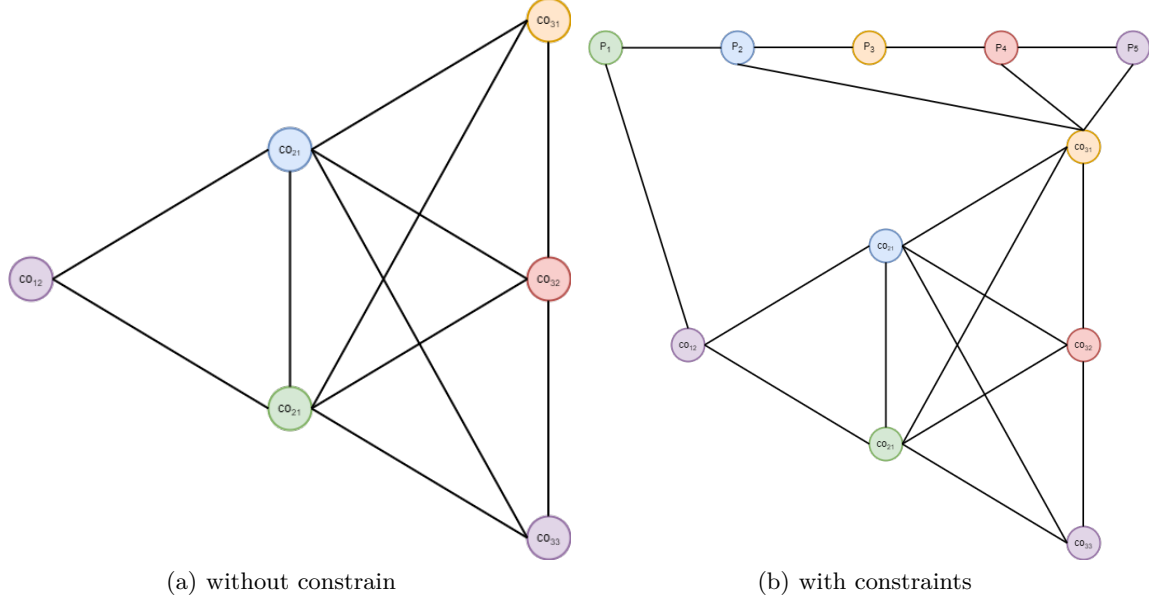 CO₃₁
CO₂₁
CO₁₂
CO₃₂
CO₂₁
CO₃₃
(a) without constrain
P₁ P₂ P₃ P₄ P₅
CO₃₁
CO₂₁
CO₁₂
CO₃₂
CO₂₁
CO₃₃
(b) with constraints